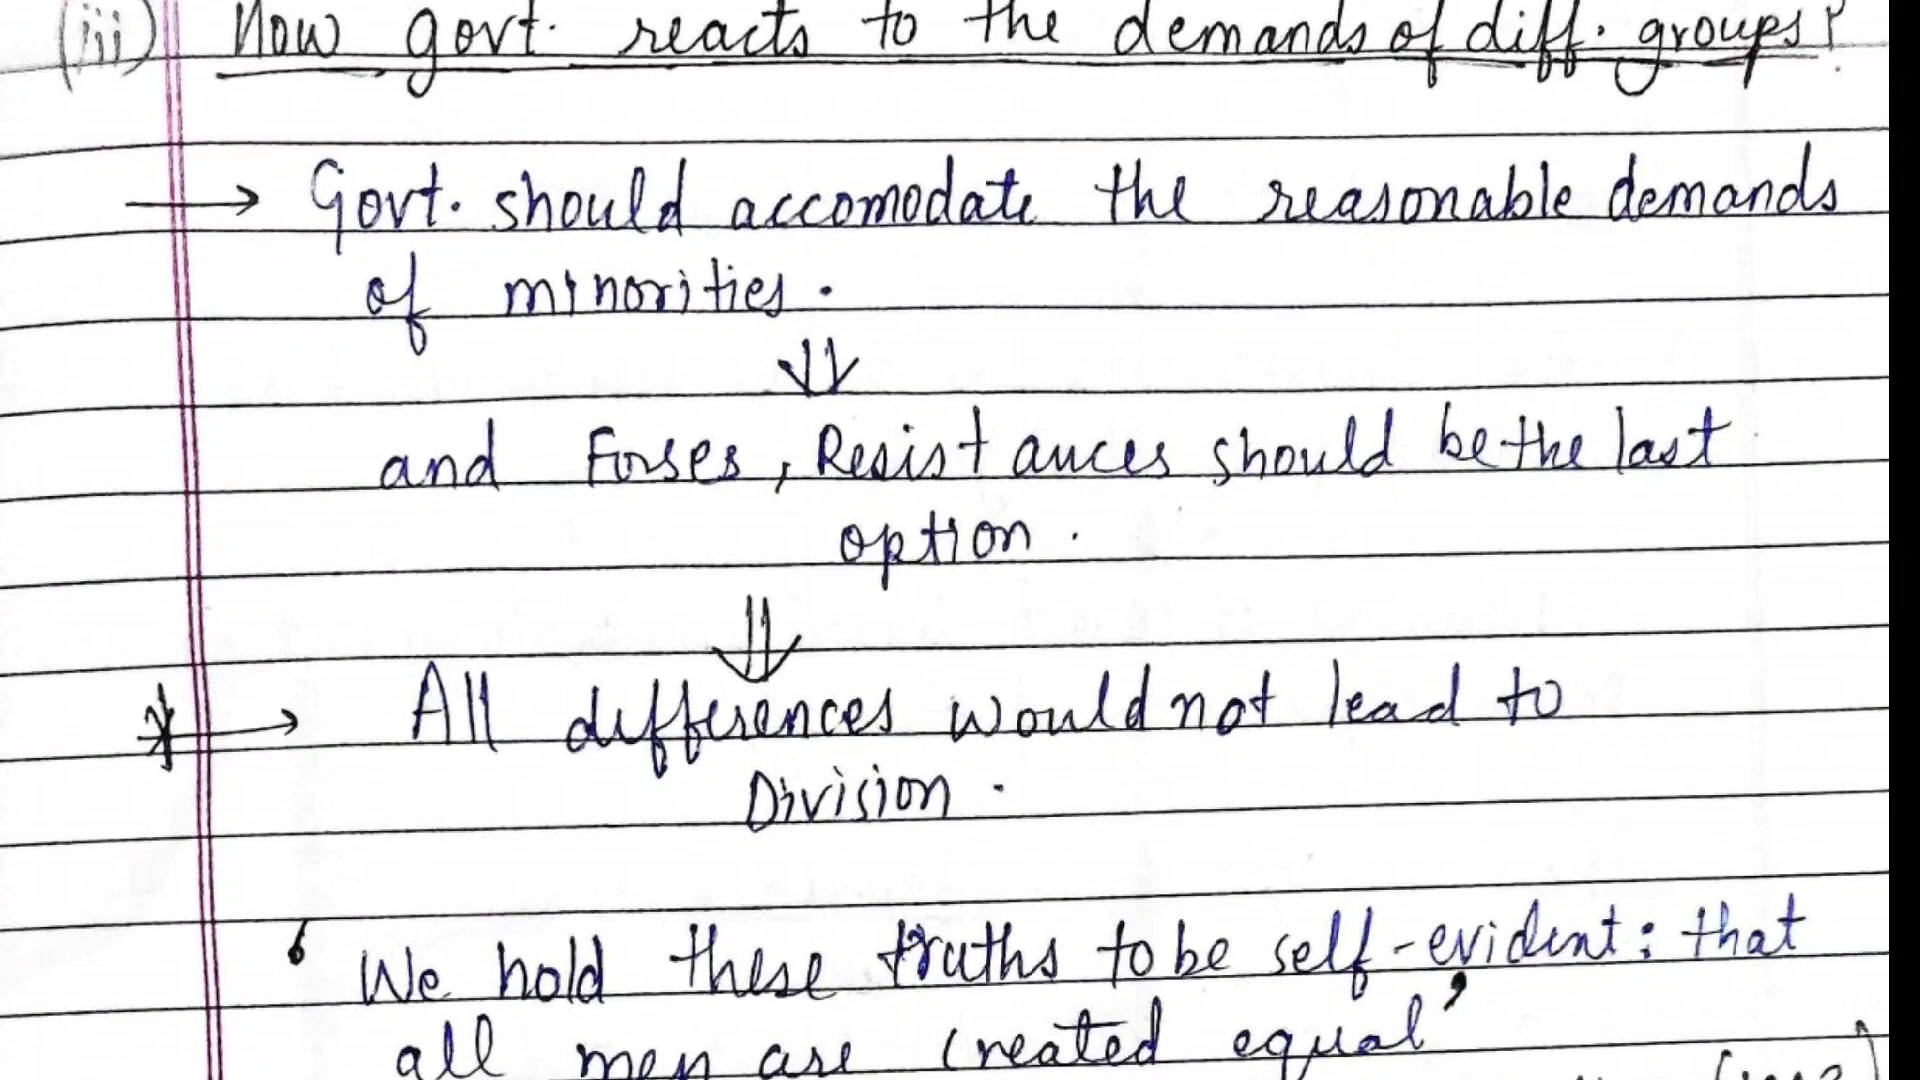 (iii) How govt. reacts to the demands of diff. groups?
→ Govt. should accomodate the reasonable demands
of minorities.
⇓
and Forses, Resistances should be the last
option.
⇓
* → All differences would not lead to
Division.
‘We hold these truths to be self-evident: that
all men are created equal’